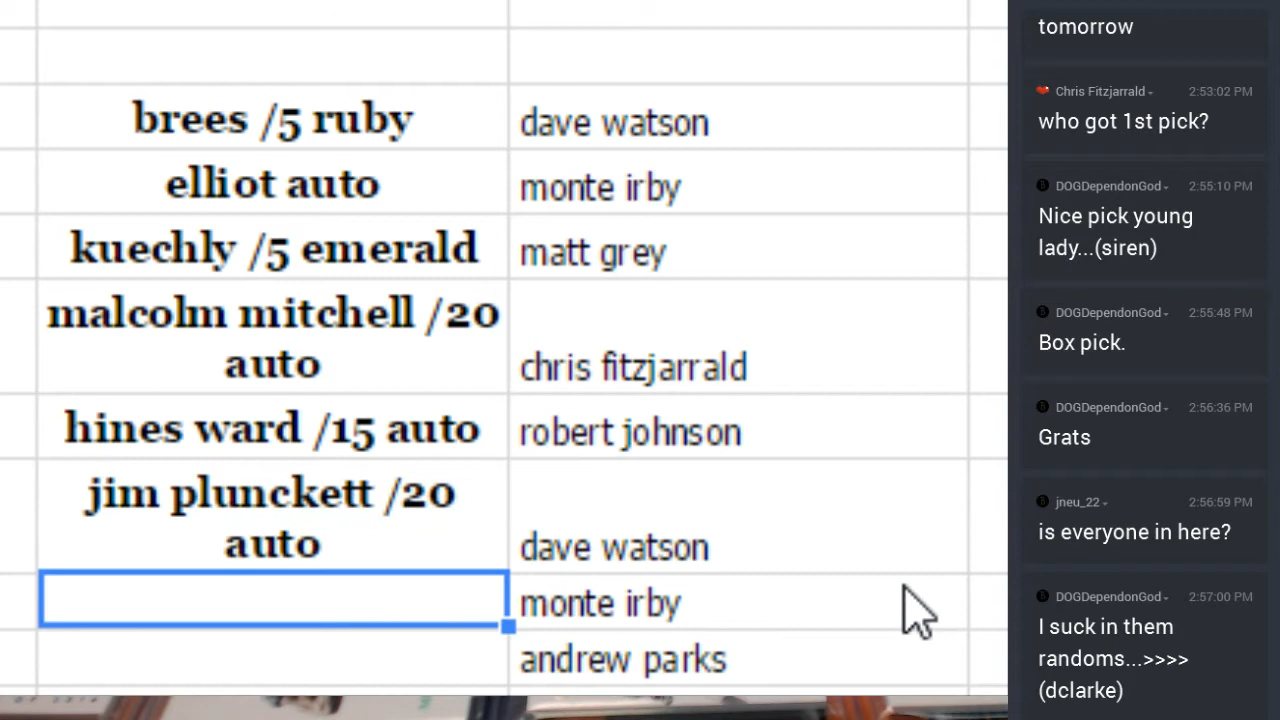 brees /5 ruby
dave watson
elliot auto
monte irby
kuechly /5 emerald
matt grey
malcolm mitchell /20
auto
chris fitzjarrald
hines ward /15 auto
robert johnson
jim plunckett /20
auto
dave watson
monte irby
andrew parks
tomorrow
Chris Fitzjarrald 2:53:02 PM
who got 1st pick?
DOGDependonGod 2:55:10 PM
Nice pick young
lady...(siren)
DOGDependonGod 2:55:48 PM
Box pick.
DOGDependonGod 2:56:36 PM
Grats
jneu_22 2:56:59 PM
is everyone in here?
DOGDependonGod 2:57:00 PM
I suck in them
randoms...>>>>
(dclarke)